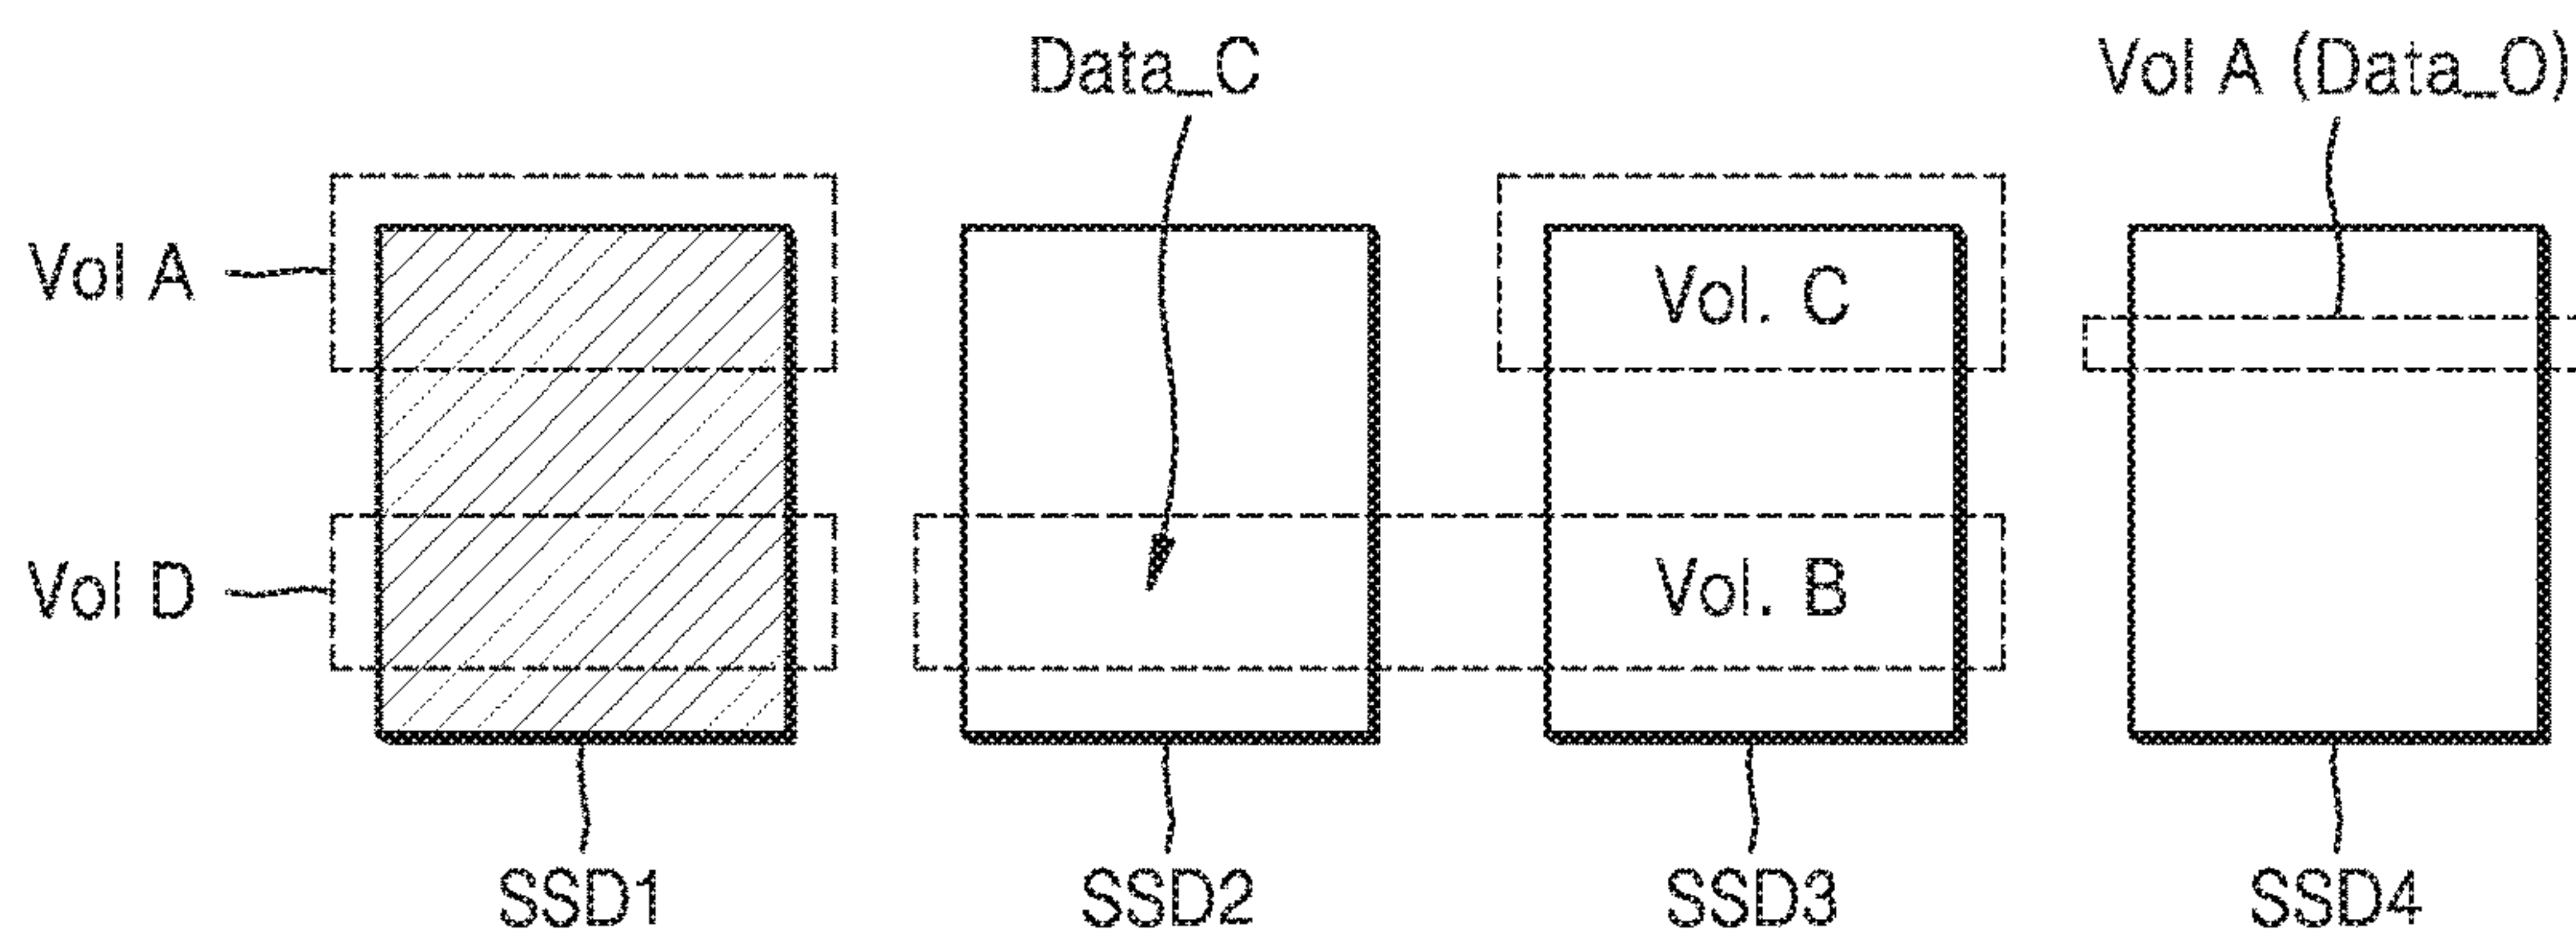 Data_C
Vol A (Data_O)
Vol A
Vol. C
Vol D
Vol. B
SSD1
SSD2
SSD3
SSD4